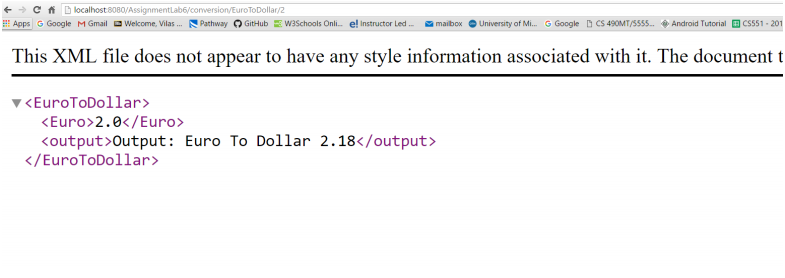 localhost:8080/AssignmentLab6/conversion/EuroToDollar/2
Apps Google Gmail Welcome, Vilas ... Pathway GitHub W3Schools Onli... Instructor Led ... mailbox University of Mi... Google CS 490MT/5555... Android Tutorial CS551 - 201
This XML file does not appear to have any style information associated with it. The document t
<EuroToDollar>
<Euro>2.0</Euro>
<output>Output: Euro To Dollar 2.18</output>
</EuroToDollar>